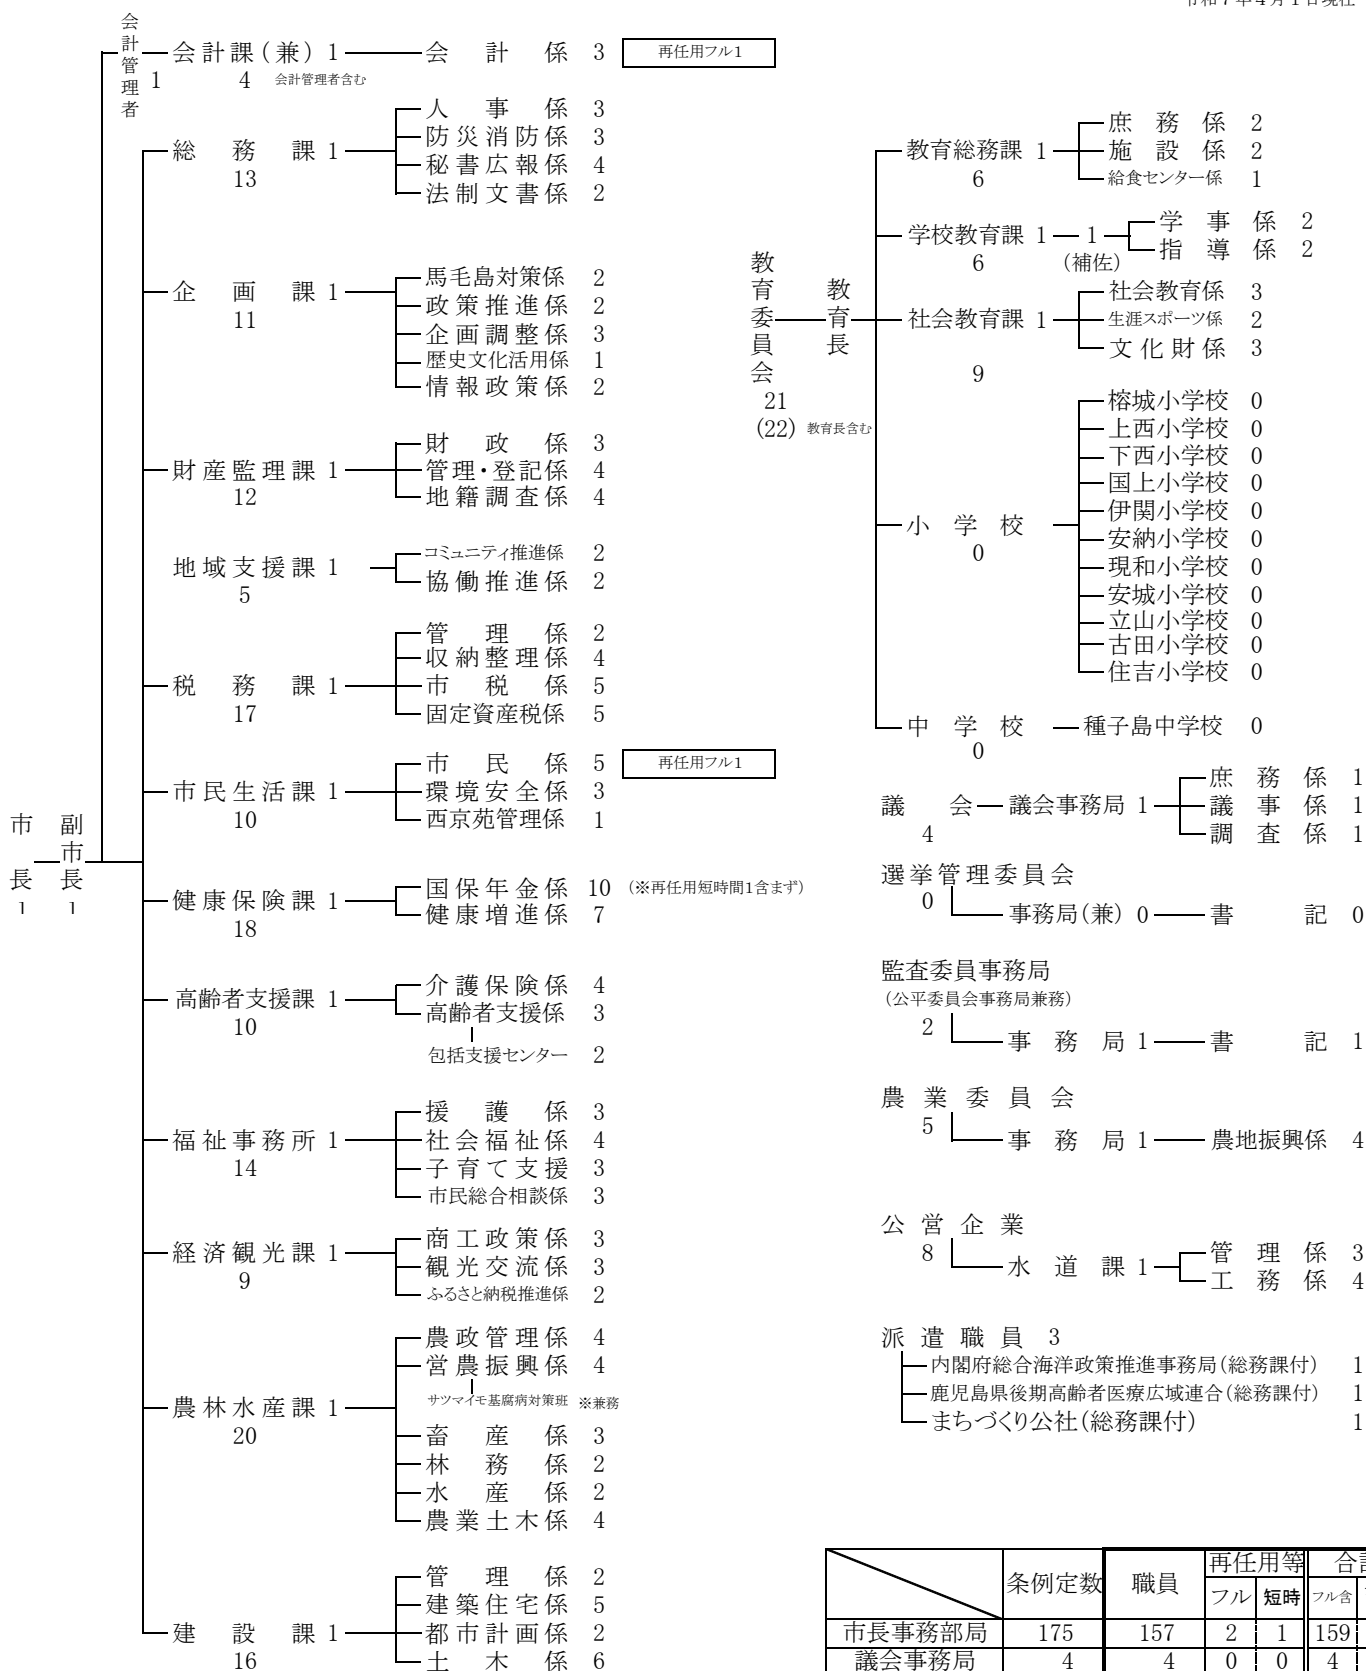 会計管理者 1
会計課(兼) 1 会計係 3 再任用フル1
4 会計管理者含む
総務課 1
13
人事係 3
防災消防係 3
秘書広報係 4
法制文書係 2
企画課 1
11
馬毛島対策係 2
政策推進係 2
企画調整係 3
歴史文化活用係 1
情報政策係 2
財産監理課 1
12
財政係 3
管理・登記係 4
地籍調査係 4
地域支援課 1
5
コミュニティ推進係 2
協働推進係 2
税務課 1
17
管理係 2
収納整理係 4
市税係 5
固定資産税係 5
市民生活課 1
10
市民係 5 再任用フル1
環境安全係 3
西京苑管理係 1
市長 1
副市長 1
健康保険課 1
18
国保年金係 10 (※再任用短時間1含まず)
健康増進係 7
高齢者支援課 1
10
介護保険係 4
高齢者支援係 3
包括支援センター 2
福祉事務所 1
14
援護係 3
社会福祉係 4
子育て支援 3
市民総合相談係 3
経済観光課 1
9
商工政策係 3
観光交流係 3
ふるさと納税推進係 2
農林水産課 1
20
農政管理係 4
営農振興係 4
サツマイモ基腐病対策班 ※兼務
畜産係 3
林務係 2
水産係 2
農業土木係 4
建設課 1
16
管理係 2
建築住宅係 5
都市計画係 2
土木係 6
教育委員会
21
(22) 教育長含む
教育長
教育総務課 1
6
庶務係 2
施設係 2
給食センター係 1
学校教育課 1 1
6 (補佐)
学事係 2
指導係 2
社会教育課 1
9
社会教育係 3
生涯スポーツ係 2
文化財係 3
小学校
0
榕城小学校 0
上西小学校 0
下西小学校 0
国上小学校 0
伊関小学校 0
安納小学校 0
現和小学校 0
安城小学校 0
立山小学校 0
古田小学校 0
住吉小学校 0
中学校 種子島中学校 0
0
議会 議会事務局 1
4
庶務係 1
議事係 1
調査係 1
選挙管理委員会
0 事務局(兼) 0 書記 0
監査委員事務局
(公平委員会事務局兼務)
2 事務局 1 書記 1
農業委員会
5 事務局 1 農地振興係 4
公営企業
8 水道課 1
管理係 3
工務係 4
派遣職員 3
内閣府総合海洋政策推進事務局(総務課付) 1
鹿児島県後期高齢者医療広域連合(総務課付) 1
まちづくり公社(総務課付) 1
条例定数 職員 再任用等
フル 短時 フル含
市長事務部局 175 157 2 1 159
議会事務局 4 4 0 0 4